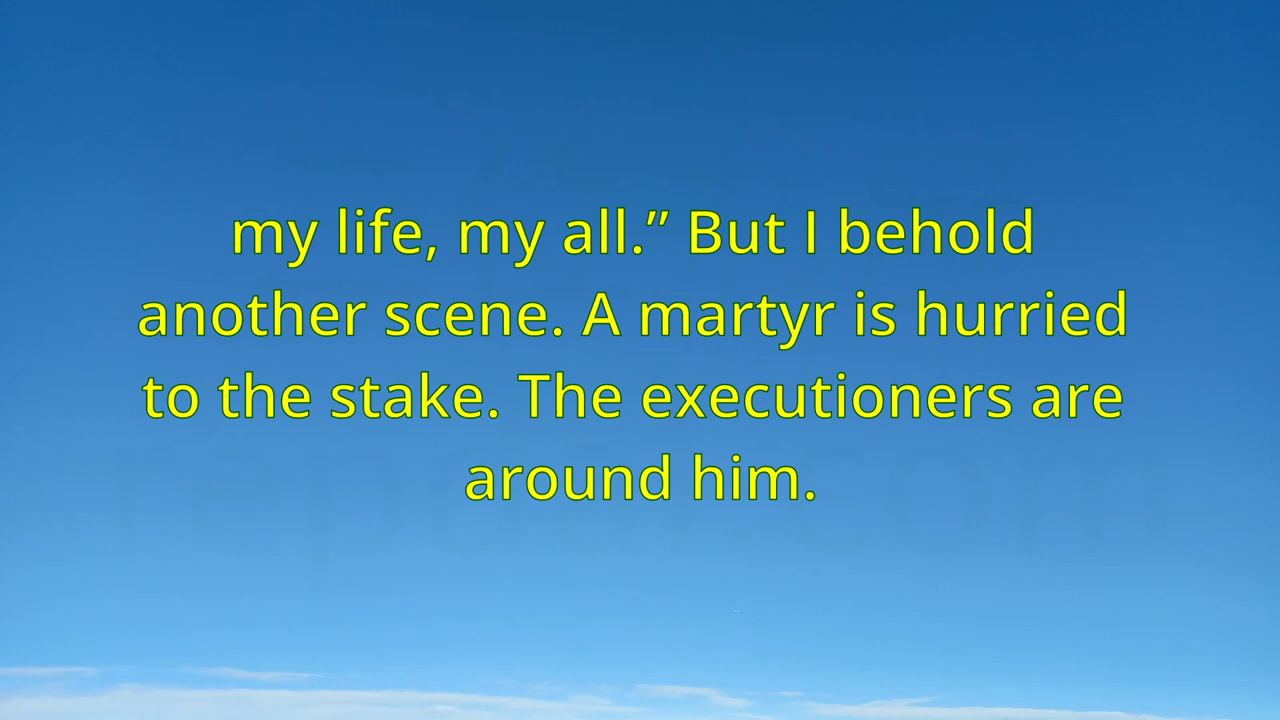 my life, my all.” But I behold
another scene. A martyr is hurried
to the stake. The executioners are
around him.